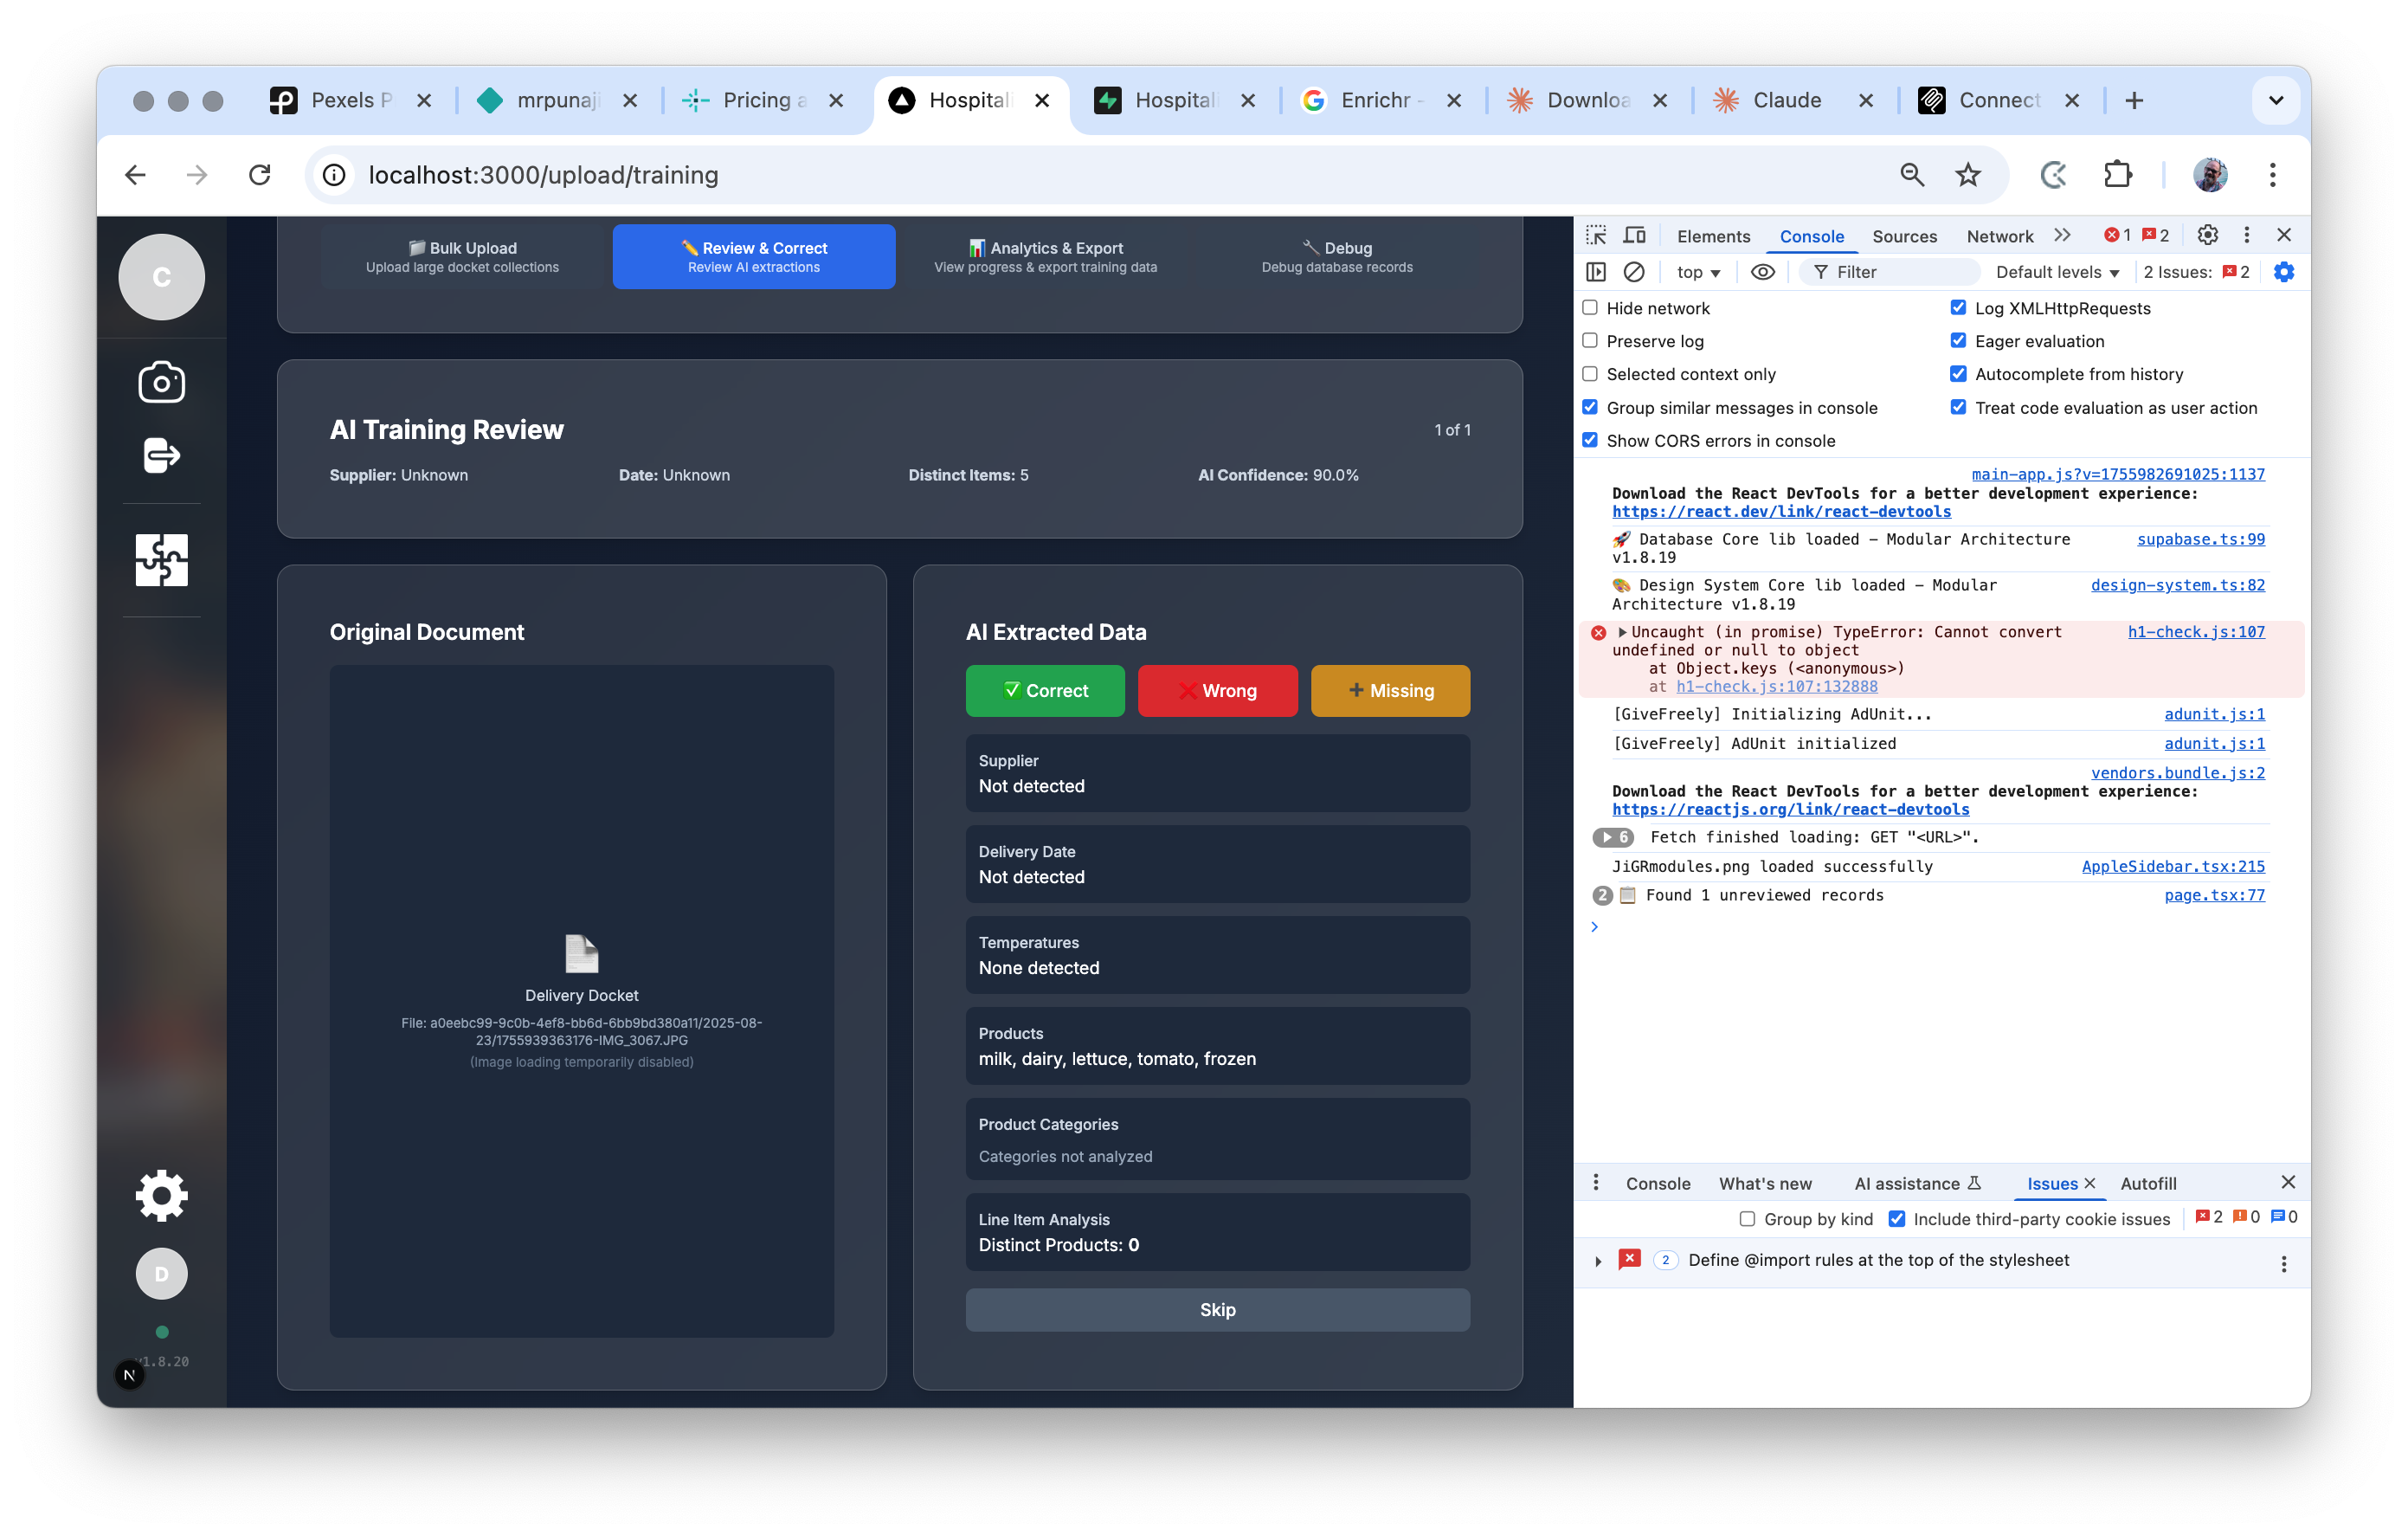 Pexels P
mrpunaji
Pricing a
Hospitali
Hospitali
Enrichr -
Downloa
Claude
Connect
localhost:3000/upload/training
C
D
v1.8.20
N
📁 Bulk Upload
Upload large docket collections
✏️ Review & Correct
Review AI extractions
📊 Analytics & Export
View progress & export training data
🔧 Debug
Debug database records
AI Training Review
1 of 1
Supplier: Unknown
Date: Unknown
Distinct Items: 5
AI Confidence: 90.0%
Original Document
Delivery Docket
File: a0eebc99-9c0b-4ef8-bb6d-6bb9bd380a11/2025-08-
23/1755939363176-IMG_3067.JPG
(Image loading temporarily disabled)
AI Extracted Data
✅ Correct
❌ Wrong
➕ Missing
Supplier
Not detected
Delivery Date
Not detected
Temperatures
None detected
Products
milk, dairy, lettuce, tomato, frozen
Product Categories
Categories not analyzed
Line Item Analysis
Distinct Products: 0
Skip
Elements
Console
Sources
Network
1
2
top
Filter
Default levels
2 Issues:
2
Hide network
Log XMLHttpRequests
Preserve log
Eager evaluation
Selected context only
Autocomplete from history
Group similar messages in console
Treat code evaluation as user action
Show CORS errors in console
main-app.js?v=1755982691025:1137
Download the React DevTools for a better development experience:
https://react.dev/link/react-devtools
🚀 Database Core lib loaded – Modular Architecture supabase.ts:99
v1.8.19
🎨 Design System Core lib loaded – Modular design-system.ts:82
Architecture v1.8.19
Uncaught (in promise) TypeError: Cannot convert h1-check.js:107
undefined or null to object
at Object.keys (<anonymous>)
at h1-check.js:107:132888
[GiveFreely] Initializing AdUnit... adunit.js:1
[GiveFreely] AdUnit initialized adunit.js:1
vendors.bundle.js:2
Download the React DevTools for a better development experience:
https://reactjs.org/link/react-devtools
6 Fetch finished loading: GET "<URL>".
JiGRmodules.png loaded successfully AppleSidebar.tsx:215
2 📋 Found 1 unreviewed records page.tsx:77
Console
What's new
AI assistance
Issues
Autofill
Group by kind
Include third-party cookie issues
2
0
0
2
Define @import rules at the top of the stylesheet